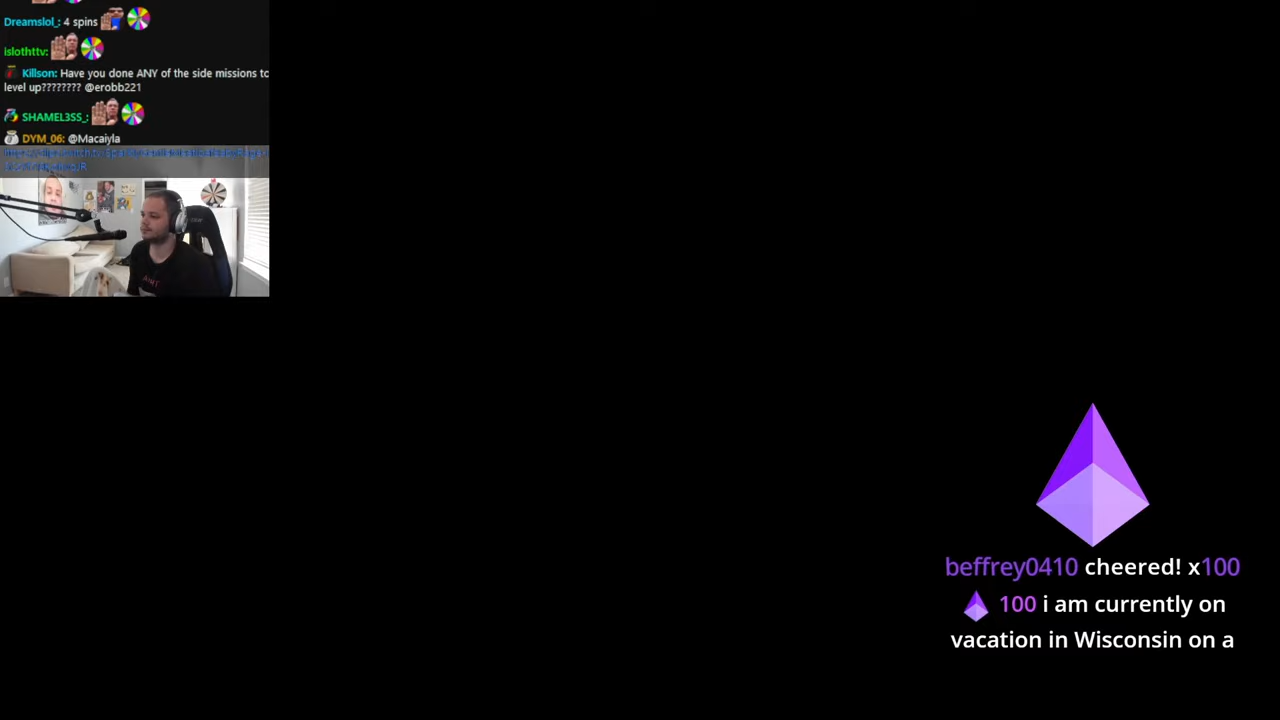 Dreamslol_: 4 spins
islothttv:
Killson: Have you done ANY of the side missions to
level up???????? @erobb221
SHAMEL3SS_:
DYM_06: @Macaiyla
beffrey0410 cheered! x100
100 i am currently on
vacation in Wisconsin on a